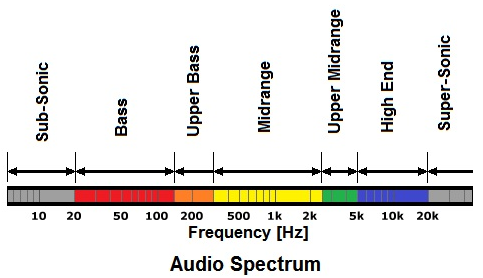 Sub-Sonic
Bass
Upper Bass
Midrange
Upper Midrange
High End
Super-Sonic
10 20 50 100 200 500 1k 2k 5k 10k 20k
Frequency [Hz]
Audio Spectrum